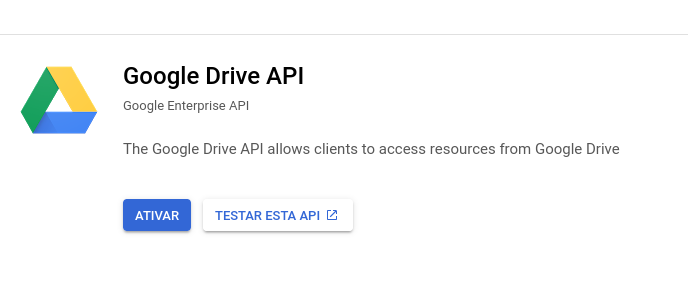 Google Drive API
Google Enterprise API
The Google Drive API allows clients to access resources from Google Drive
ATIVAR
TESTAR ESTA API